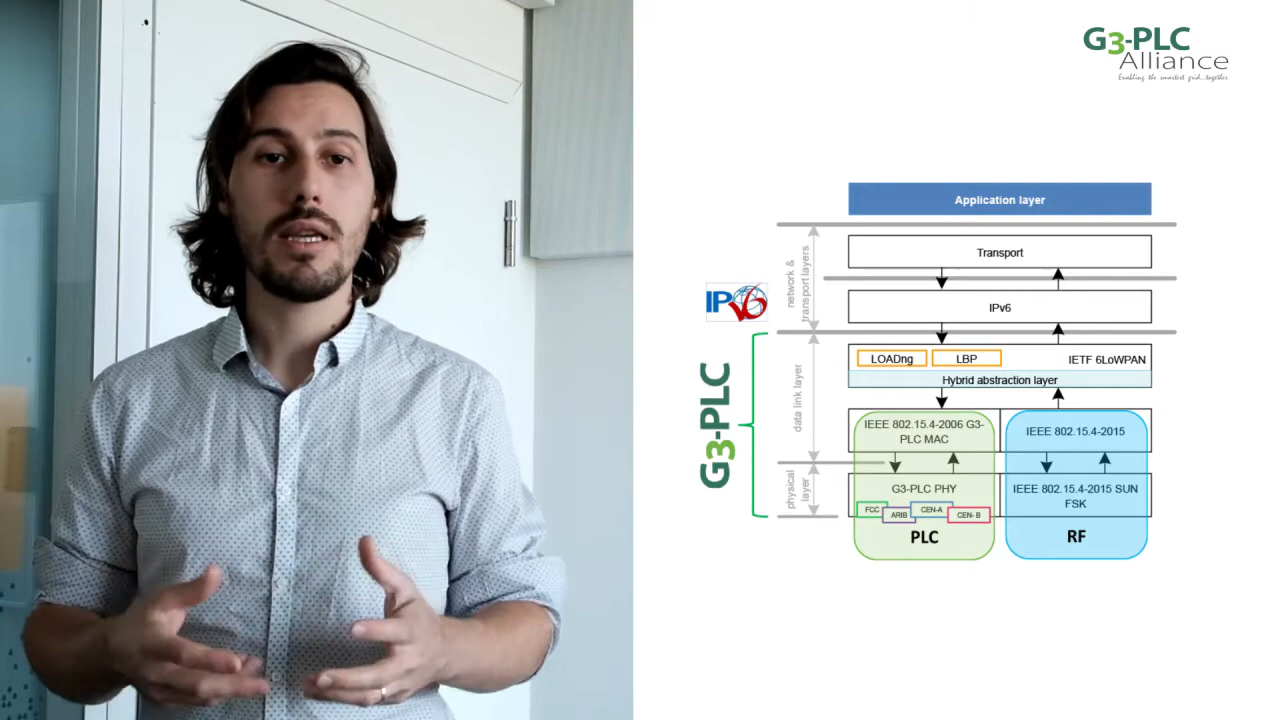 G3-PLC
Alliance
Enabling the smartest grid...together
Application layer
network &
transport layers
Transport
IPv6
IPv6
G3-PLC
data link layer
LOADng
LBP
IETF 6LoWPAN
Hybrid abstraction layer
IEEE 802.15.4-2006 G3-
PLC MAC
IEEE 802.15.4-2015
physical
layer
G3-PLC PHY
FCC
ARIB
CEN-A
CEN- B
IEEE 802.15.4-2015 SUN
FSK
PLC
RF